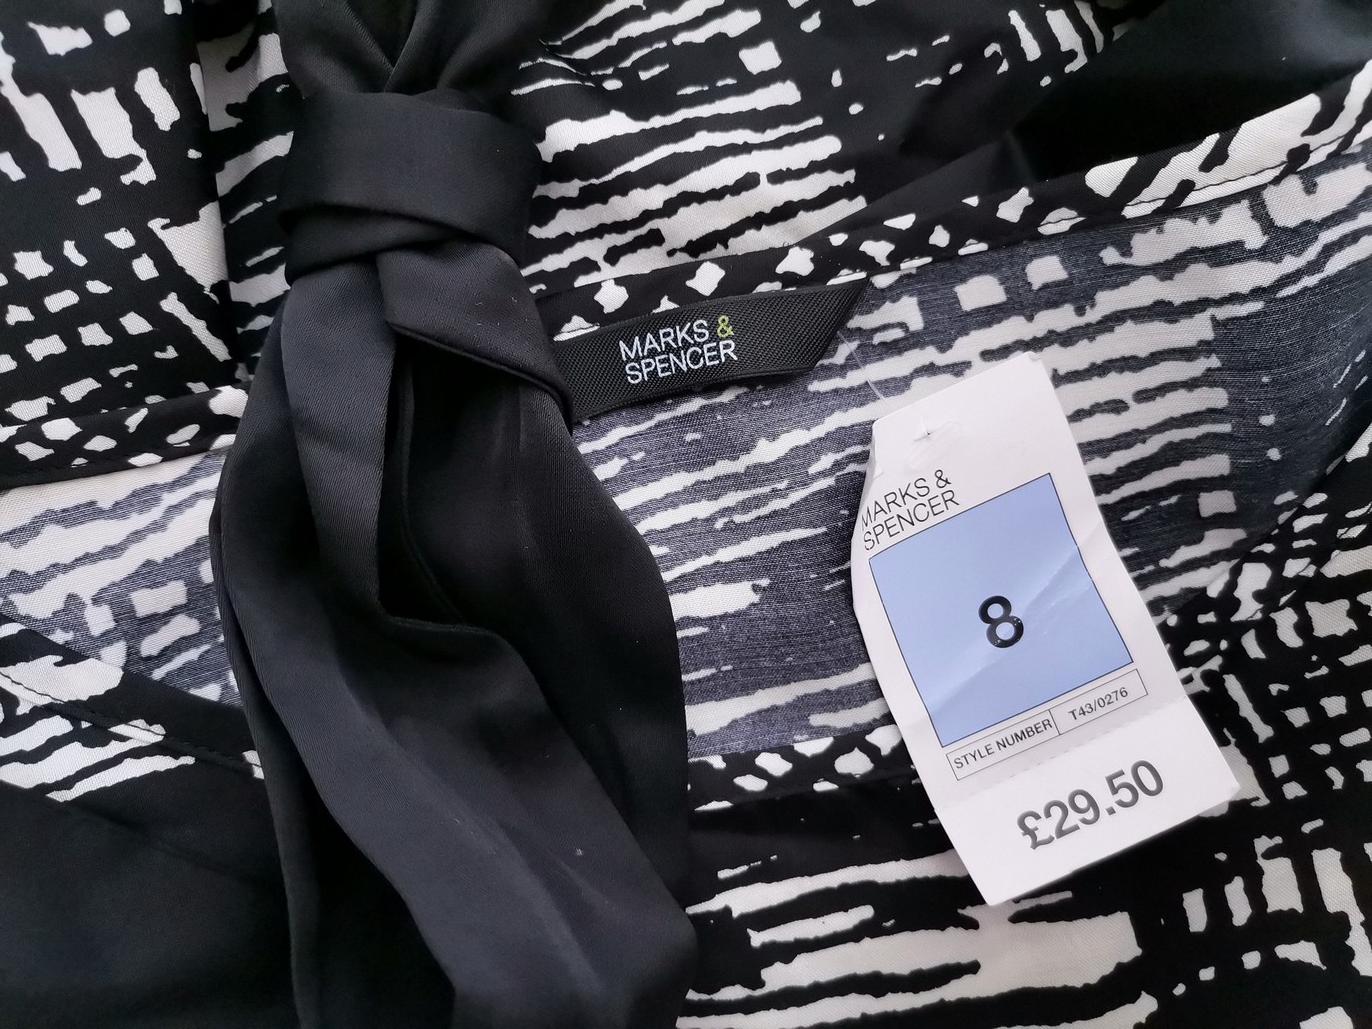 MARKS &
SPENCER
MARKS &
SPENCER
8
STYLE NUMBER T43/0276
£29.50